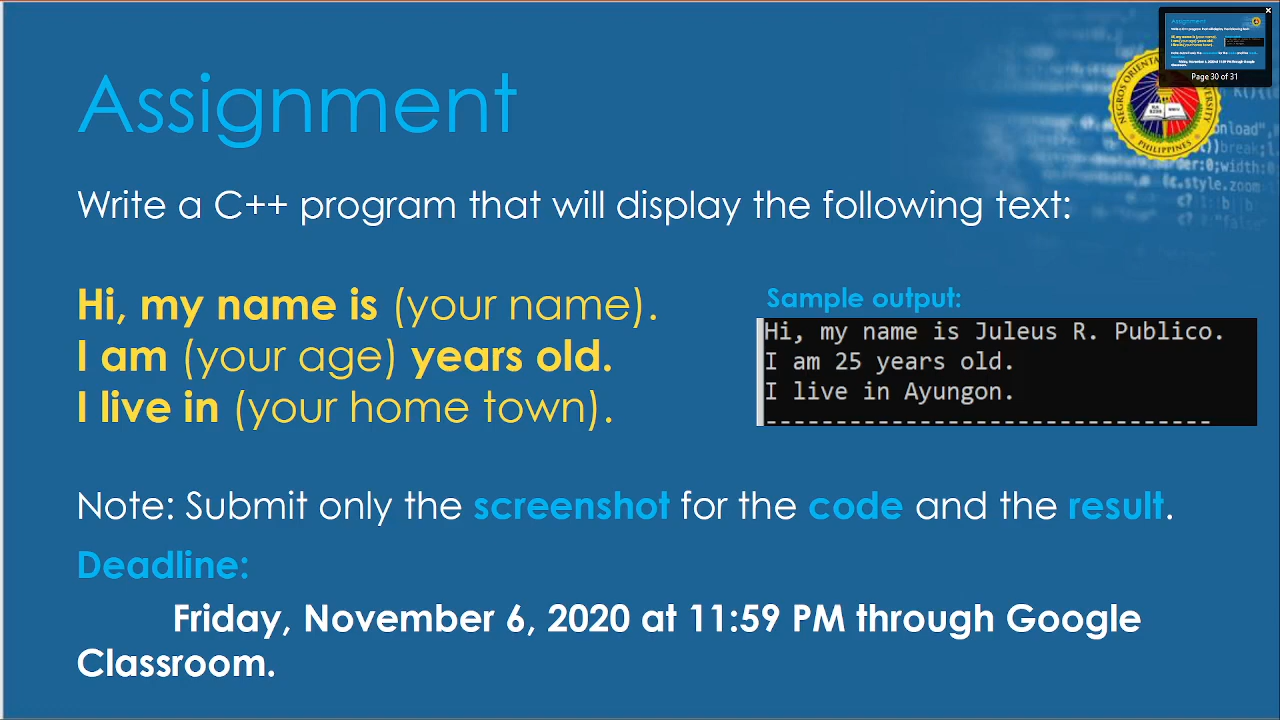 Assignment
Write a C++ program that will display the following text:
Hi, my name is (your name).
I am (your age) years old.
I live in (your home town).
Sample output:
Hi, my name is Juleus R. Publico.
I am 25 years old.
I live in Ayungon.
--------------------------------
Note: Submit only the screenshot for the code and the result.
Deadline:
Friday, November 6, 2020 at 11:59 PM through Google
Classroom.
Page 30 of 31
NEGROS ORIENTAL
PHILIPPINES